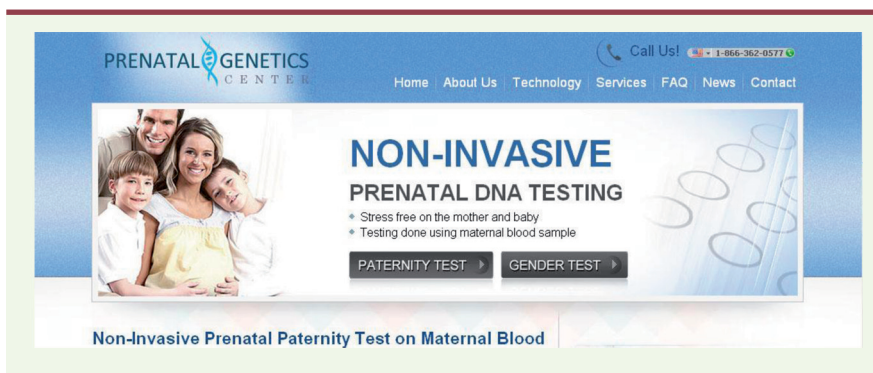 PRENATAL GENETICS
CENTER
Call Us! 1-866-362-0577
Home About Us Technology Services FAQ News Contact
NON-INVASIVE
PRENATAL DNA TESTING
Stress free on the mother and baby
Testing done using maternal blood sample
PATERNITY TEST GENDER TEST
Non-Invasive Prenatal Paternity Test on Maternal Blood